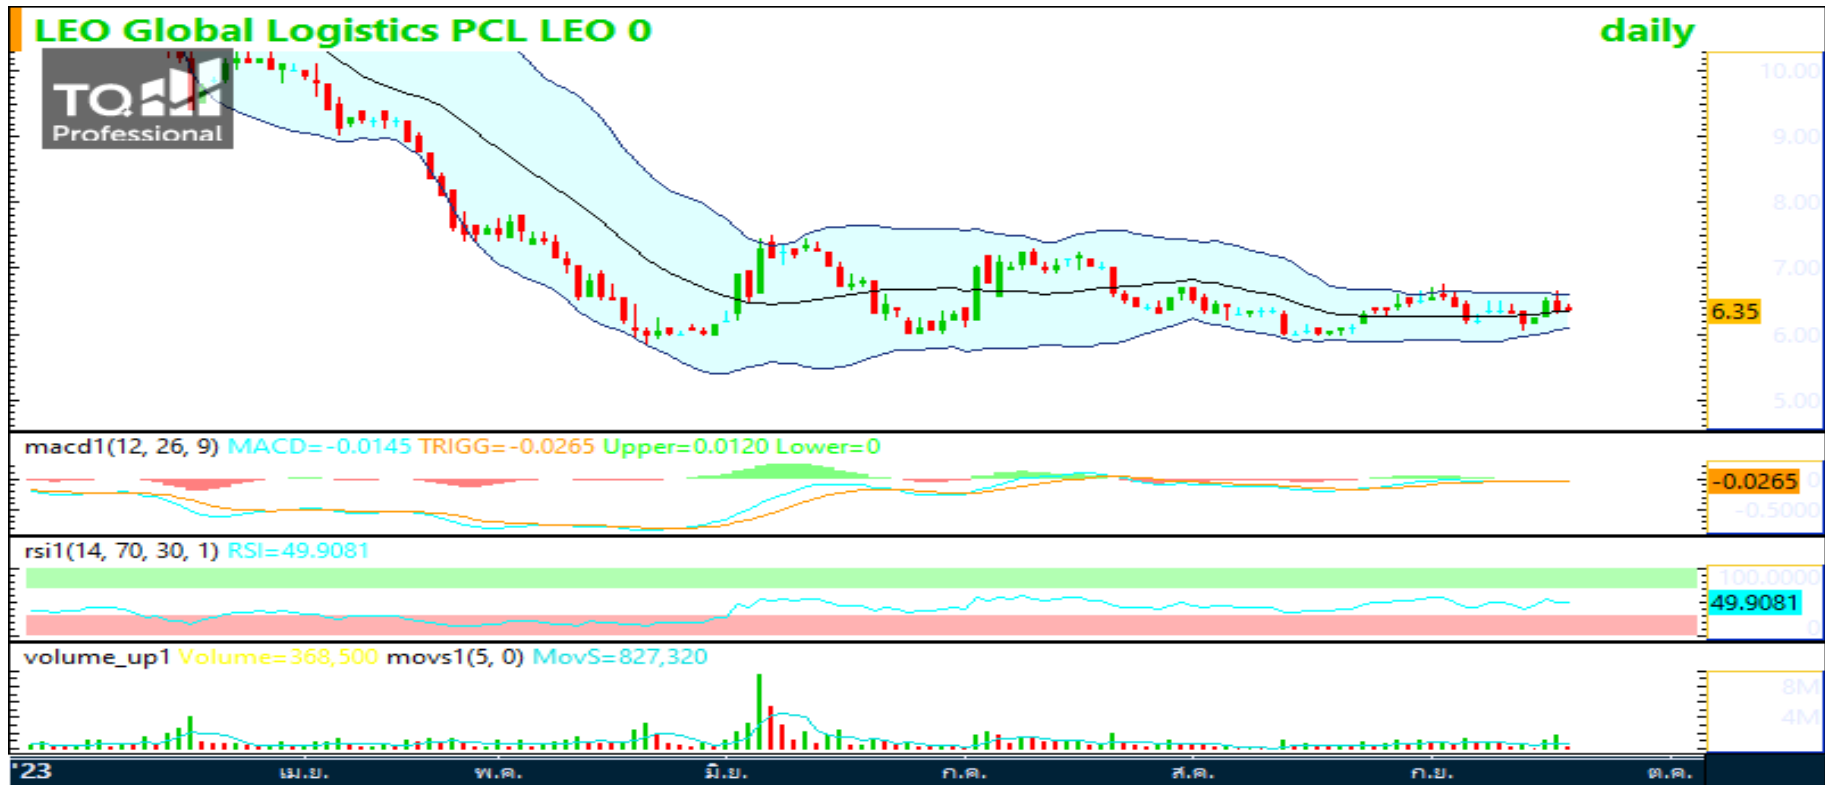 LEO Global Logistics PCL LEO 0 daily
TQ
Professional
10.00
9.00
8.00
7.00
6.35
6.00
5.00
macd1(12, 26, 9) MACD=-0.0145 TRIGG=-0.0265 Upper=0.0120 Lower=0
-0.0265
-0.5000
rsi1(14, 70, 30, 1) RSI=49.9081
100.0000
49.9081
0
volume_up1 Volume=368,500 movs1(5, 0) MovS=827,320
8M
4M
'23 เม.ย. พ.ค. มิ.ย. ก.ค. ส.ค. ก.ย. ต.ค.